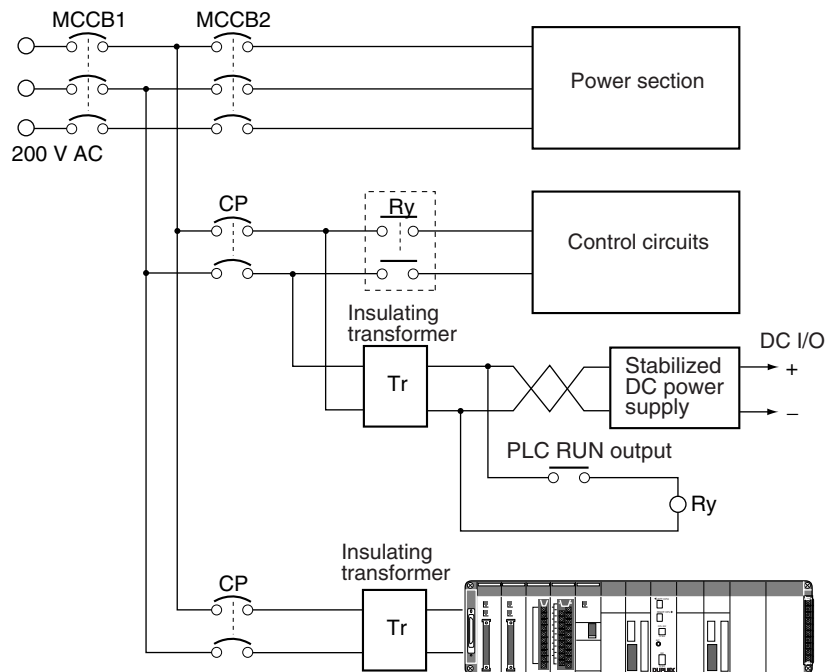 MCCB1
MCCB2
Power section
200 V AC
CP
Ry
Control circuits
Insulating
transformer
DC I/O
Tr
Stabilized
DC power
supply
+
−
PLC RUN output
Ry
Insulating
transformer
CP
Tr
DUPLEX